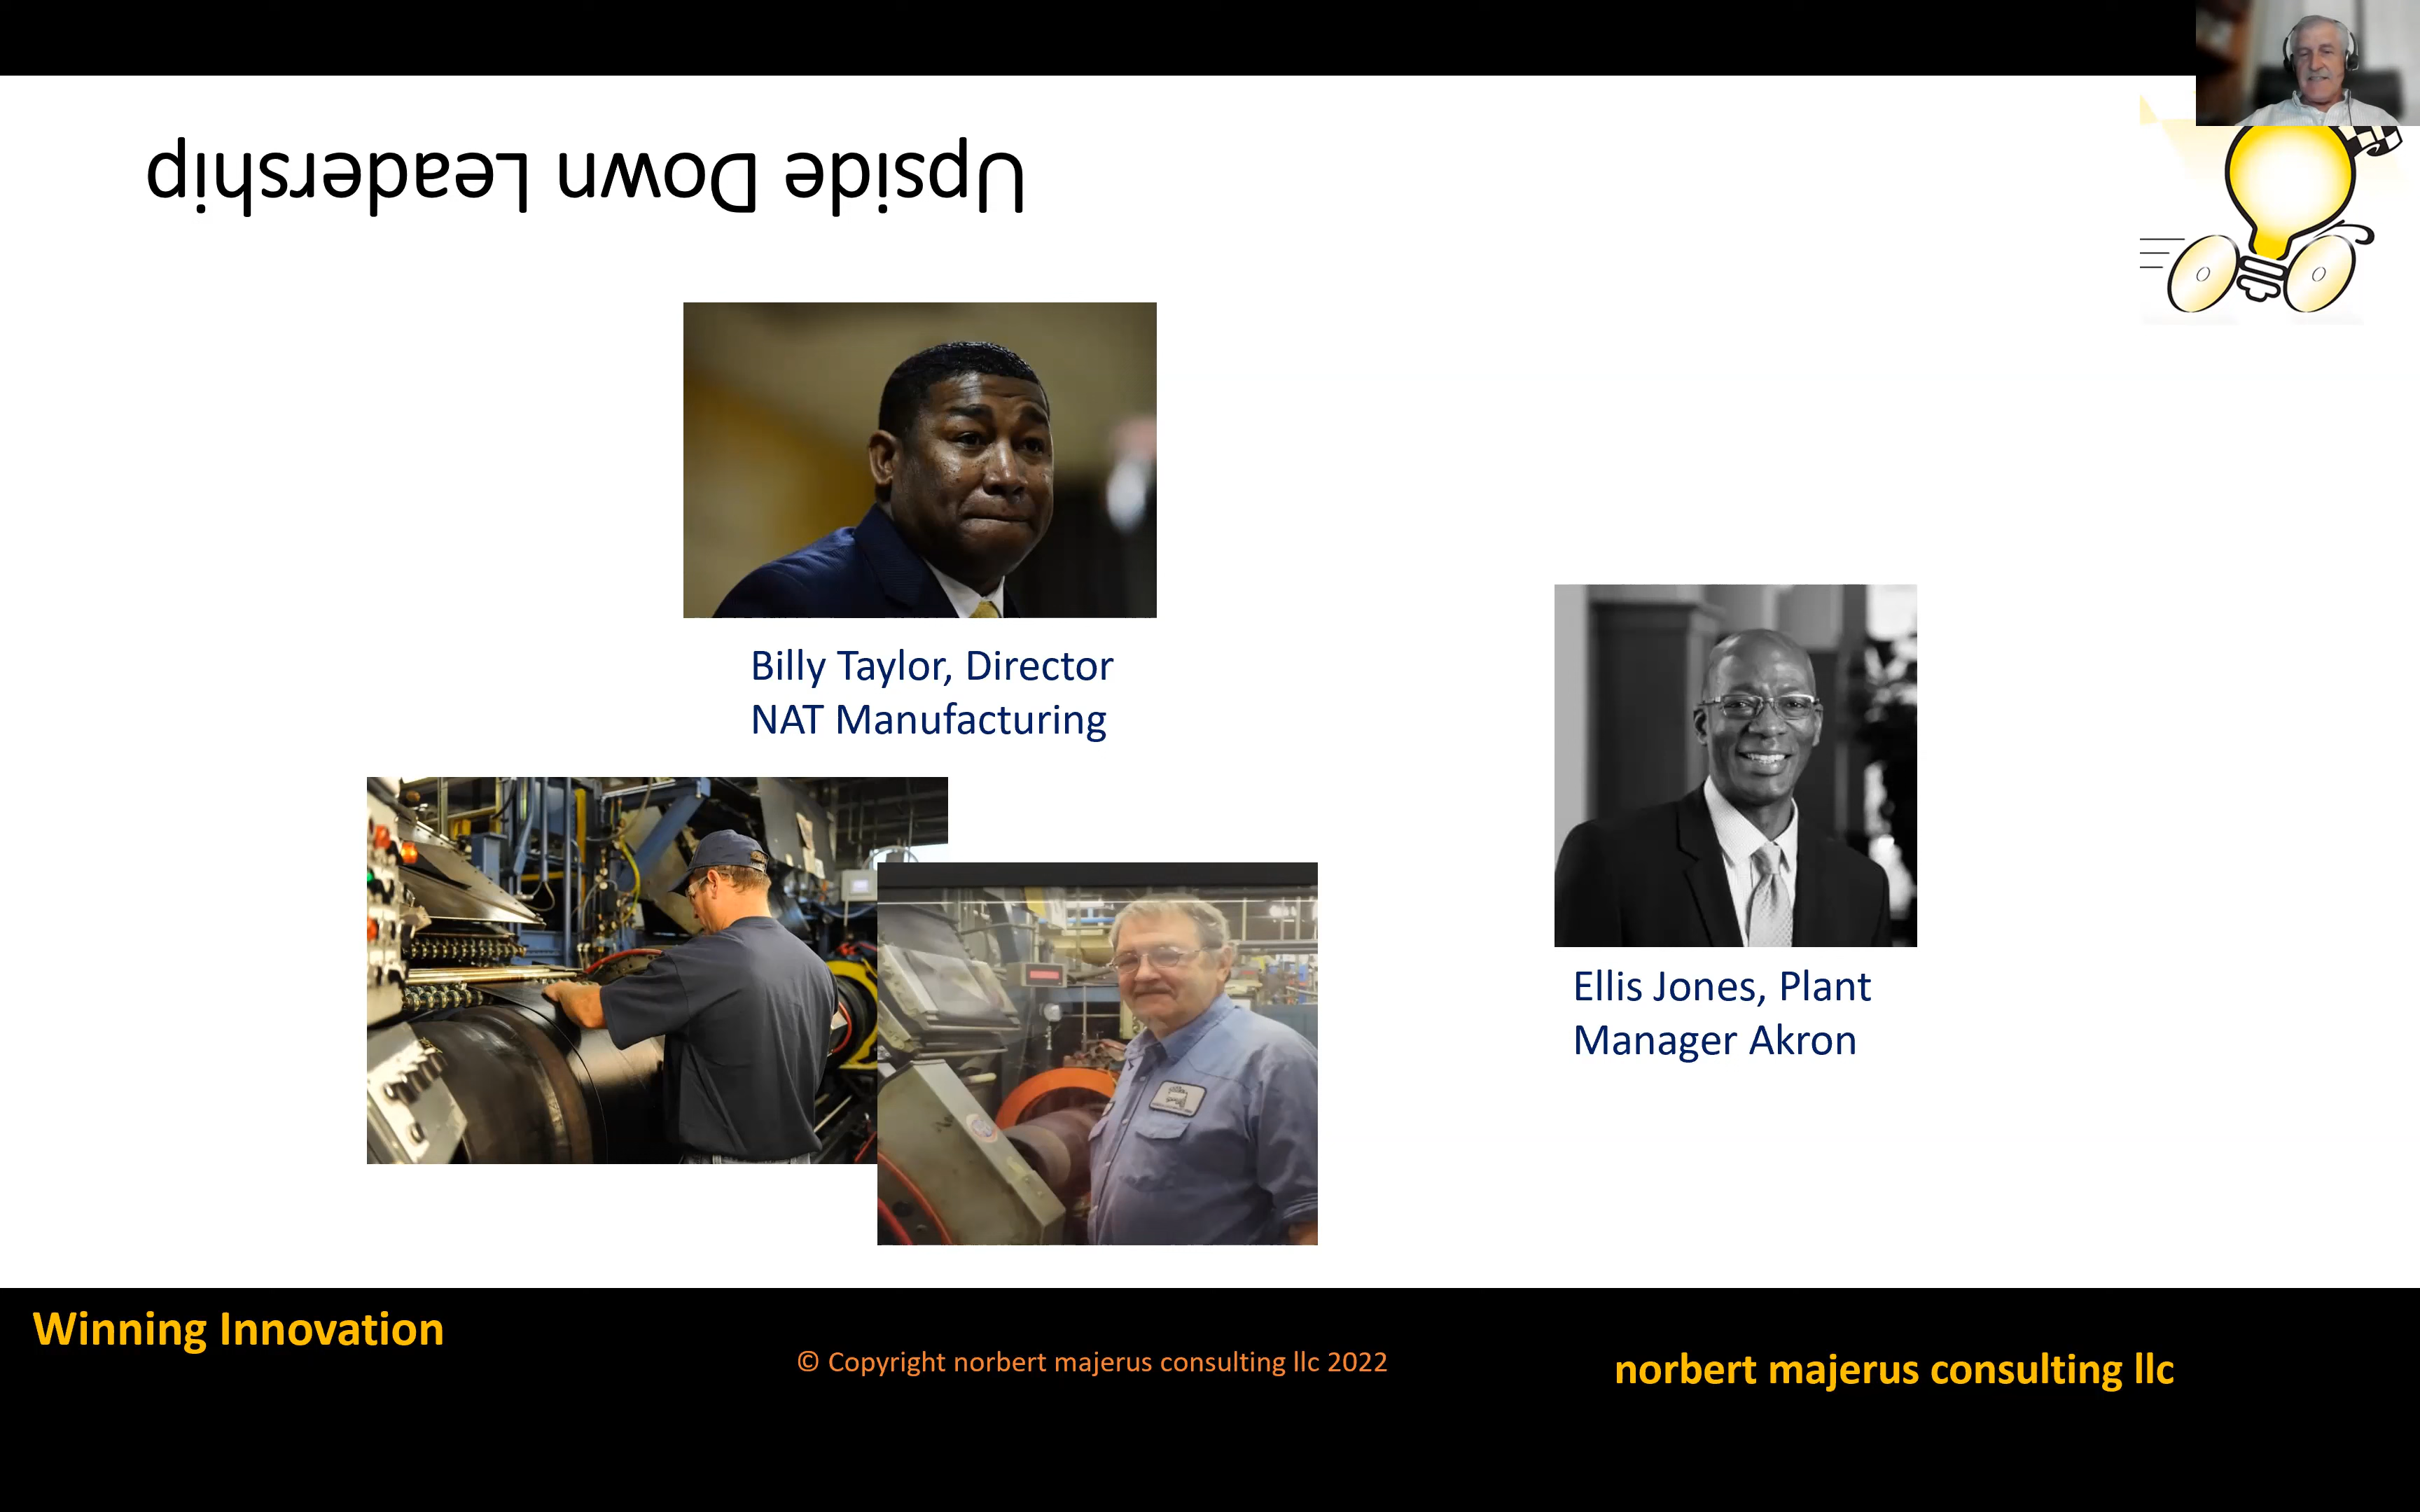 Upside Down Leadership
Billy Taylor, Director
NAT Manufacturing
Ellis Jones, Plant
Manager Akron
Winning Innovation
© Copyright norbert majerus consulting llc 2022
norbert majerus consulting llc